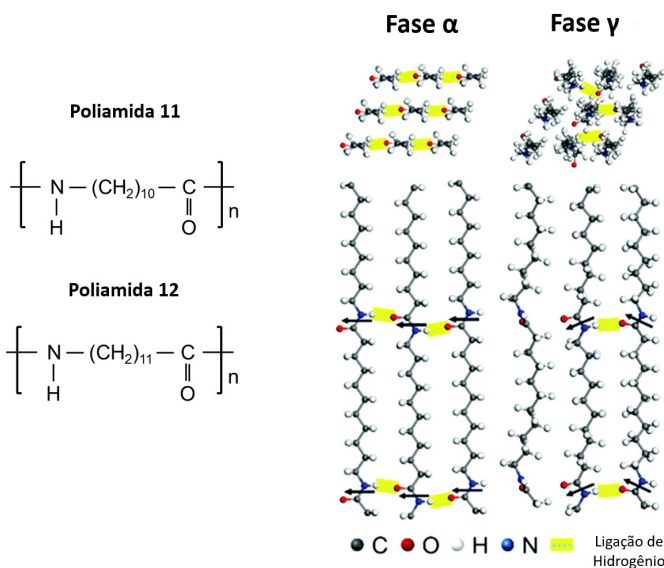 Fase α Fase γ
Poliamida 11
N (CH₂)₁₀ C
n
H O
Poliamida 12
N (CH₂)₁₁ C
n
H O
C O H N Ligação de
Hidrogênio